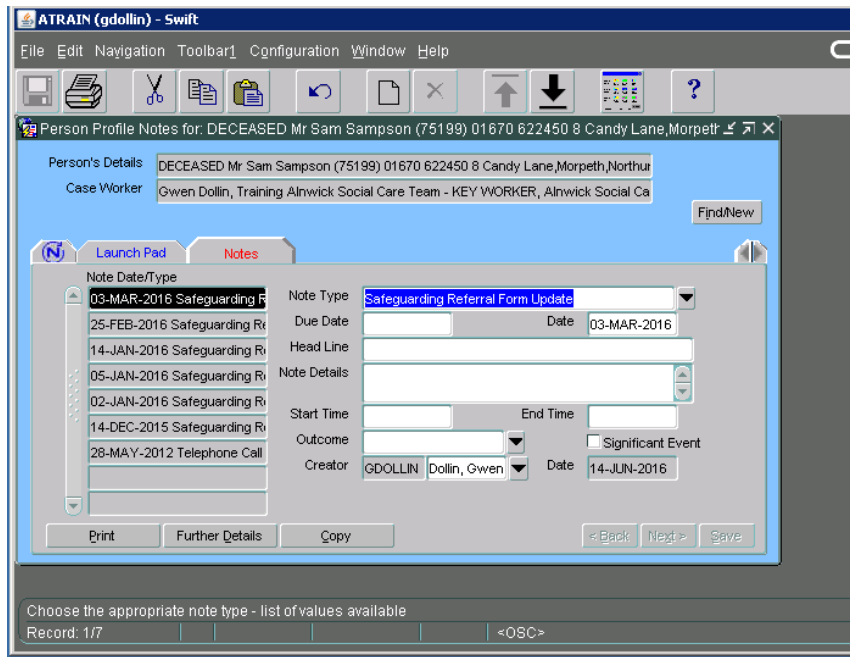 ATRAIN (gdollin) - Swift
File Edit Navigation Toolbar1 Configuration Window Help
?
Person Profile Notes for: DECEASED Mr Sam Sampson (75199) 01670 622450 8 Candy Lane,Morpeth
Person's Details DECEASED Mr Sam Sampson (75199) 01670 622450 8 Candy Lane,Morpeth,Northur
Case Worker Gwen Dollin, Training Alnwick Social Care Team - KEY WORKER, Alnwick Social Ca
Find/New
N Launch Pad Notes
Note Date/Type
03-MAR-2016 Safeguarding R Note Type Safeguarding Referral Form Update
25-FEB-2016 Safeguarding Re Due Date Date 03-MAR-2016
14-JAN-2016 Safeguarding Re Head Line
05-JAN-2016 Safeguarding Re Note Details
02-JAN-2016 Safeguarding Re
14-DEC-2015 Safeguarding Re Start Time End Time
28-MAY-2012 Telephone Call Outcome Significant Event
Creator GDOLLIN Dollin, Gwen Date 14-JUN-2016
Print Further Details Copy < Back Next > Save
Choose the appropriate note type - list of values available
Record: 1/7 <OSC>